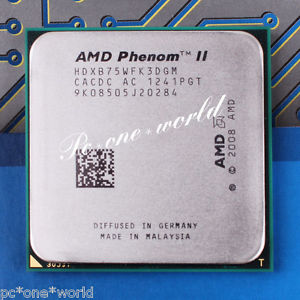 AMD Phenom™ II
HDXB75WFK3DGM
CACDC AC 1241PGT
9K08505J20284
Pc*one*world
AMD
© 2008 AMD
DIFFUSED IN GERMANY
MADE IN MALAYSIA
T
pc*one*world